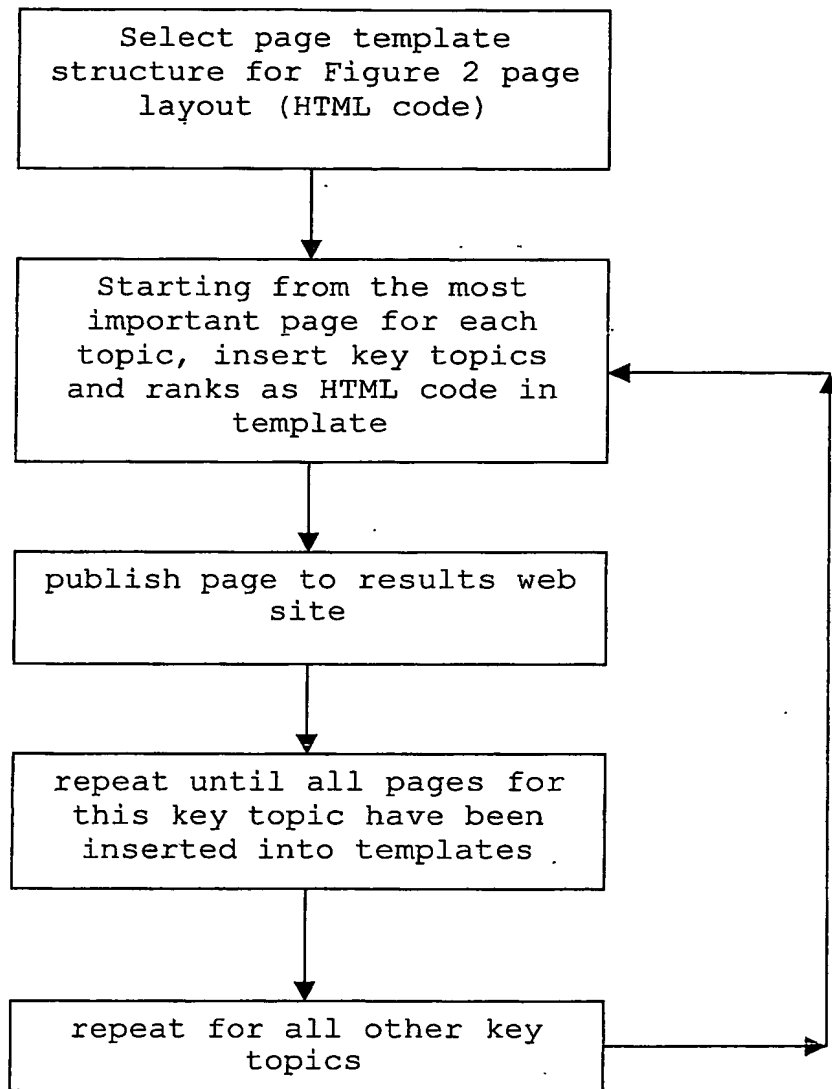 Select page template
structure for Figure 2 page
layout (HTML code)
Starting from the most
important page for each
topic, insert key topics
and ranks as HTML code in
template
publish page to results web
site
repeat until all pages for
this key topic have been
inserted into templates
repeat for all other key
topics